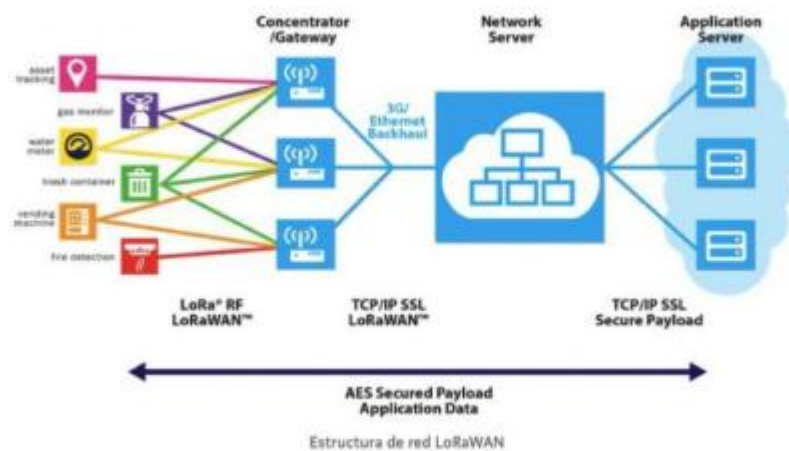 Concentrator
/Gateway
Network
Server
Application
Server
asset
tracking
gas monitor
water
meter
trash container
vending
machine
fire detection
3G/
Ethernet
Backhaul
LoRa® RF
LoRaWAN™
TCP/IP SSL
LoRaWAN™
TCP/IP SSL
Secure Payload
AES Secured Payload
Application Data
Estructura de red LoRaWAN